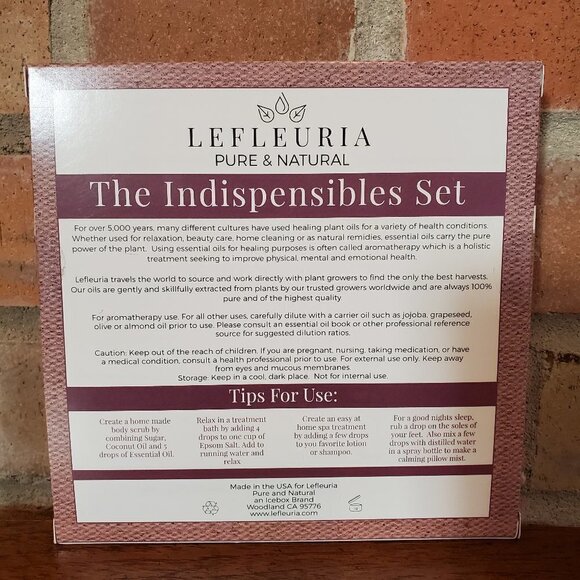 LEFLEURIA
PURE & NATURAL
The Indispensibles Set
For over 5,000 years, many different cultures have used healing plant oils for a variety of health conditions.
Whether used for relaxation, beauty care, home cleaning or as natural remidies, essential oils carry the pure
power of the plant. Using essential oils for healing purposes is often called aromatherapy which is a holistic
treatment seeking to improve physical, mental and emotional health.
Lefleuria travels the world to source and work directly with plant growers to find the only the best harvests.
Our oils are gently and skillfully extracted from plants by our trusted growers worldwide and are always 100%
pure and of the highest quality
For aromatherapy use. For all other uses, carefully dilute with a carrier oil such as jojoba, grapeseed,
olive or almond oil prior to use. Please consult an essential oil book or other professional reference
source for suggested dilution ratios.
Caution: Keep out of the reach of children. If you are pregnant, nursing, taking medication, or have
a medical condition, consult a health professional prior to use. For external use only. Keep away
from eyes and mucous membranes.
Storage: Keep in a cool, dark place. Not for internal use.
Tips For Use:
Create a home made
body scrub by
combining Sugar,
Coconut Oil and 5
drops of Essential Oil.
Relax in a treatment
bath by adding 4
drops to one cup of
Epsom Salt. Add to
running water and
relax
Create an easy at
home spa treatment
by adding a few drops
to you favorite lotion
or shampoo.
For a good nights sleep,
rub a drop on the soles of
your feet. Also mix a few
drops with distilled water
in a spray bottle to make a
calming pillow mist.
Made in the USA for Lefleuria
Pure and Natural
an Icebox Brand
Woodland CA 95776
www.lefleuria.com